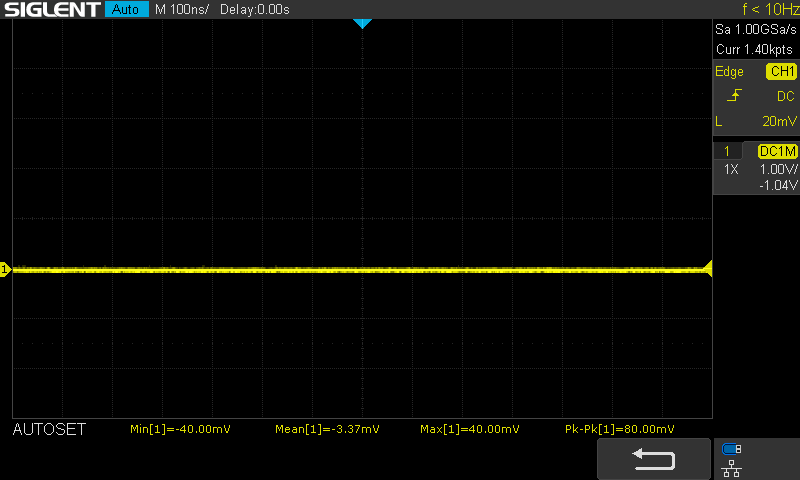 SIGLENT Auto M 100ns/ Delay:0.00s f < 10Hz
Sa 1.00GSa/s
Curr 1.40kpts
Edge CH1
DC
L 20mV
1 DC1M
1X 1.00V/
-1.04V
1
AUTOSET Min[1]=-40.00mV Mean[1]=-3.37mV Max[1]=40.00mV Pk-Pk[1]=80.00mV